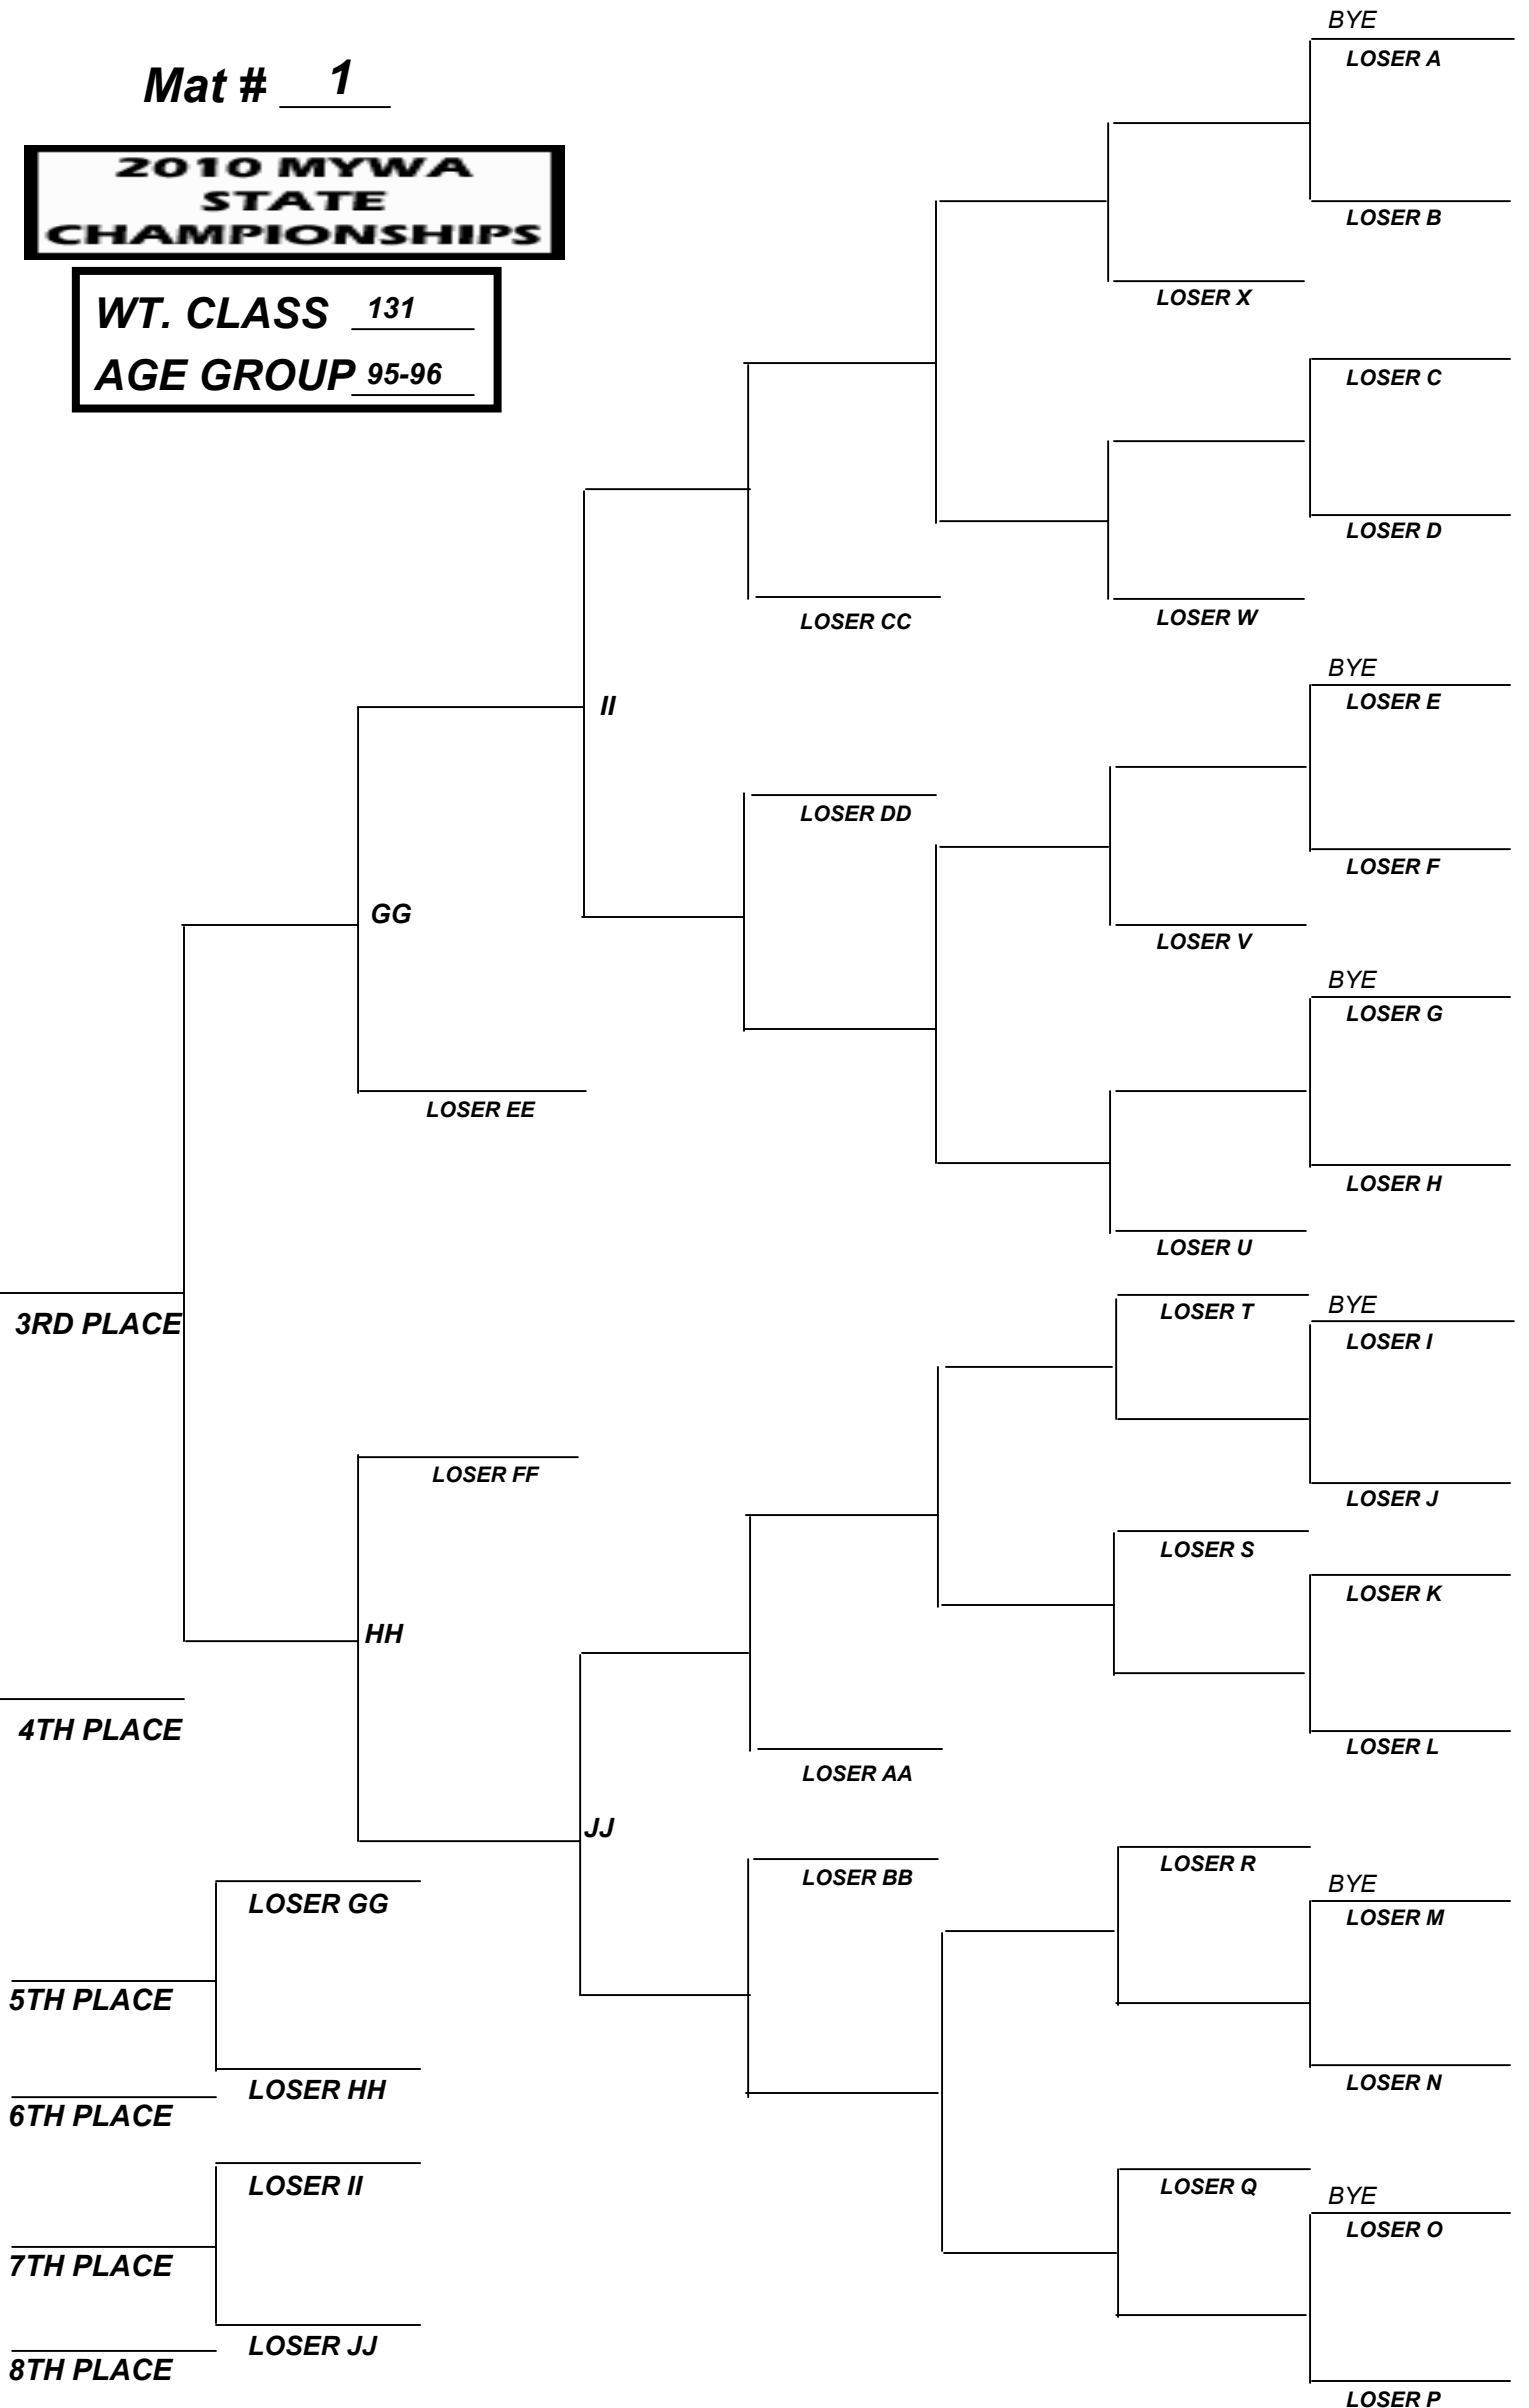 Mat # 1
2010 MYWA
STATE
CHAMPIONSHIPS
WT. CLASS 131
AGE GROUP 95-96
BYE
LOSER A
LOSER B
LOSER X
LOSER C
LOSER D
LOSER CC
LOSER W
BYE
LOSER E
II
LOSER DD
LOSER F
GG
LOSER V
BYE
LOSER G
LOSER EE
LOSER H
LOSER U
3RD PLACE
LOSER T
BYE
LOSER I
LOSER FF
LOSER J
LOSER S
LOSER K
HH
4TH PLACE
LOSER L
LOSER AA
JJ
LOSER BB
LOSER R
BYE
LOSER GG
LOSER M
5TH PLACE
LOSER N
LOSER HH
6TH PLACE
LOSER II
LOSER Q
BYE
LOSER O
7TH PLACE
LOSER JJ
8TH PLACE
LOSER P